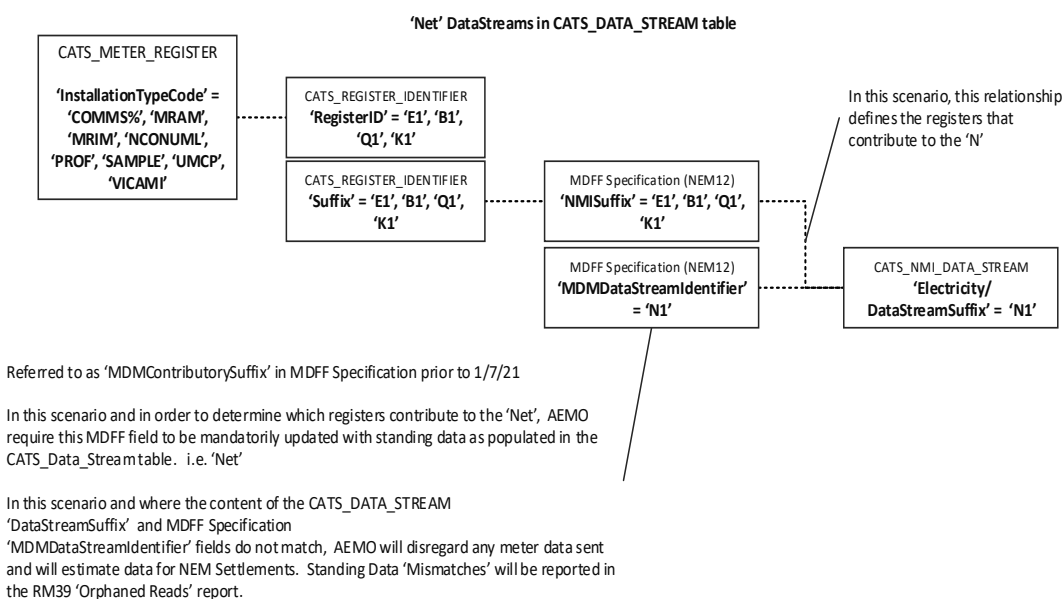 ‘Net’ DataStreams in CATS_DATA_STREAM table
CATS_METER_REGISTER
‘InstallationTypeCode’ =
‘COMMS%’, ‘MRAM’,
‘MRIM’, ‘NCONUML’,
‘PROF’, ‘SAMPLE’, ‘UMCP’,
‘VICAMI’
CATS_REGISTER_IDENTIFIER
‘RegisterID’ = ‘E1’, ‘B1’,
‘Q1’, ‘K1’
CATS_REGISTER_IDENTIFIER
‘Suffix’ = ‘E1’, ‘B1’, ‘Q1’,
‘K1’
MDFF Specification (NEM12)
‘NMISuffix’ = ‘E1’, ‘B1’, ‘Q1’,
‘K1’
MDFF Specification (NEM12)
‘MDMDataStreamIdentifier’
= ‘N1’
In this scenario, this relationship
defines the registers that
contribute to the ‘N’
CATS_NMI_DATA_STREAM
‘Electricity/
DataStreamSuffix’ = ‘N1’
Referred to as ‘MDMContributorySuffix’ in MDFF Specification prior to 1/7/21
In this scenario and in order to determine which registers contribute to the ‘Net’, AEMO
require this MDFF field to be mandatorily updated with standing data as populated in the
CATS_Data_Stream table. i.e. ‘Net’
In this scenario and where the content of the CATS_DATA_STREAM
‘DataStreamSuffix’ and MDFF Specification
‘MDMDataStreamIdentifier’ fields do not match, AEMO will disregard any meter data sent
and will estimate data for NEM Settlements. Standing Data ‘Mismatches’ will be reported in
the RM39 ‘Orphaned Reads’ report.